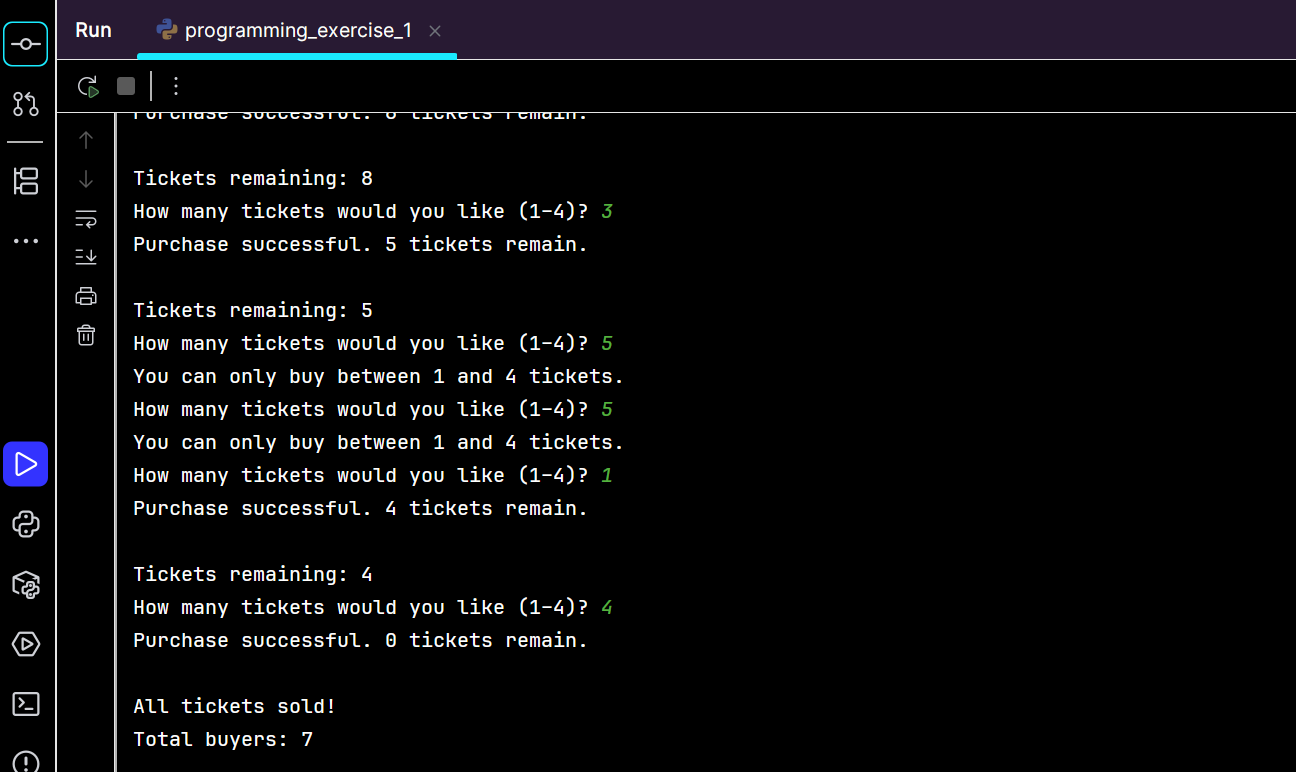 Run programming_exercise_1
Purchase successful. 8 tickets remain.
Tickets remaining: 8
How many tickets would you like (1-4)? 3
Purchase successful. 5 tickets remain.
Tickets remaining: 5
How many tickets would you like (1-4)? 5
You can only buy between 1 and 4 tickets.
How many tickets would you like (1-4)? 5
You can only buy between 1 and 4 tickets.
How many tickets would you like (1-4)? 1
Purchase successful. 4 tickets remain.
Tickets remaining: 4
How many tickets would you like (1-4)? 4
Purchase successful. 0 tickets remain.
All tickets sold!
Total buyers: 7